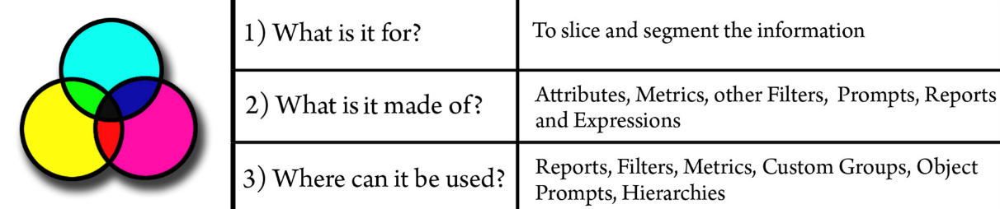 1) What is it for?
To slice and segment the information
2) What is it made of?
Attributes, Metrics, other Filters, Prompts, Reports
and Expressions
3) Where can it be used?
Reports, Filters, Metrics, Custom Groups, Object
Prompts, Hierarchies